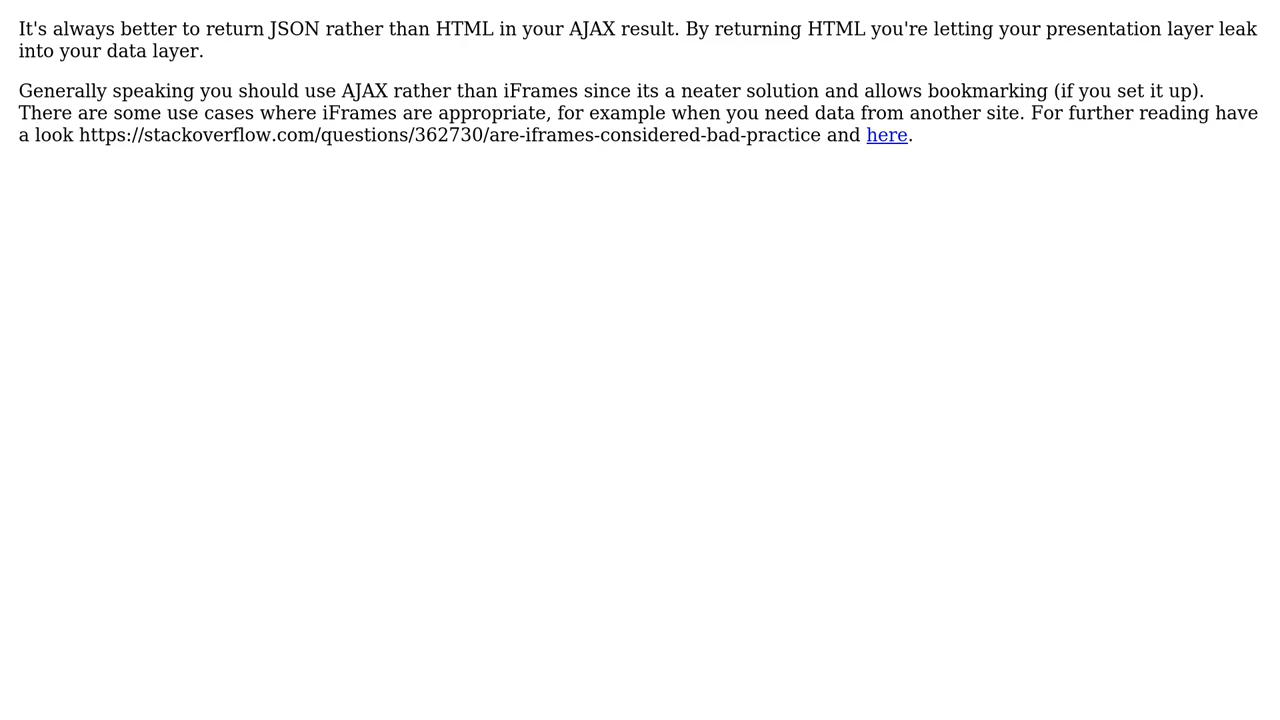 It's always better to return JSON rather than HTML in your AJAX result. By returning HTML you're letting your presentation layer leak
into your data layer.
Generally speaking you should use AJAX rather than iFrames since its a neater solution and allows bookmarking (if you set it up).
There are some use cases where iFrames are appropriate, for example when you need data from another site. For further reading have
a look https://stackoverflow.com/questions/362730/are-iframes-considered-bad-practice and here.